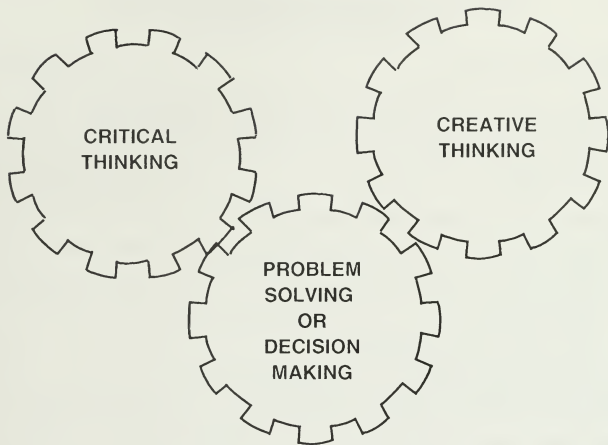 CRITICAL
THINKING
CREATIVE
THINKING
PROBLEM
SOLVING
OR
DECISION
MAKING